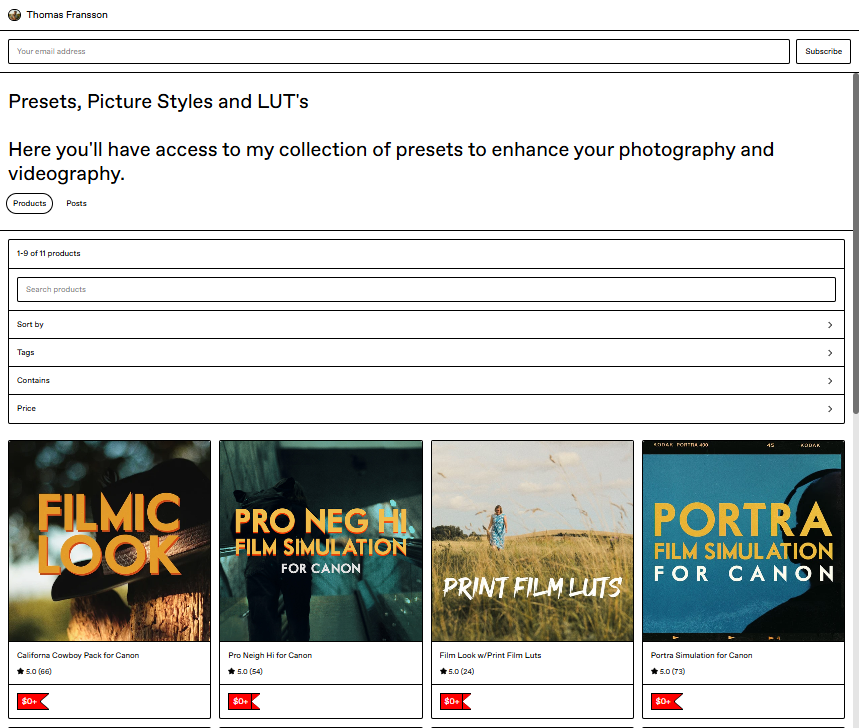 Thomas Fransson
Your email address
Subscribe
Presets, Picture Styles and LUT's
Here you'll have access to my collection of presets to enhance your photography and
videography.
Products
Posts
1-9 of 11 products
Search products
Sort by
Tags
Contains
Price
FILMIC
LOOK
PRO NEG HI
FILM SIMULATION
FOR CANON
PRINT FILM LUTS
KODAK PORTRA 400
45
KODAK
PORTRA
FILM SIMULATION
FOR CANON
Californa Cowboy Pack for Canon
5.0 (66)
$0+
Pro Neigh Hi for Canon
5.0 (54)
$0+
Film Look w/Print Film Luts
5.0 (24)
$0+
Portra Simulation for Canon
5.0 (73)
$0+